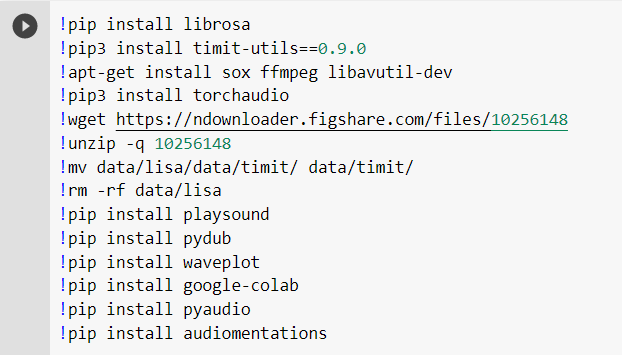 !pip install librosa
!pip3 install timit-utils==0.9.0
!apt-get install sox ffmpeg libavutil-dev
!pip3 install torchaudio
!wget https://ndownloader.figshare.com/files/10256148
!unzip -q 10256148
!mv data/lisa/data/timit/ data/timit/
!rm -rf data/lisa
!pip install playsound
!pip install pydub
!pip install waveplot
!pip install google-colab
!pip install pyaudio
!pip install audiomentations